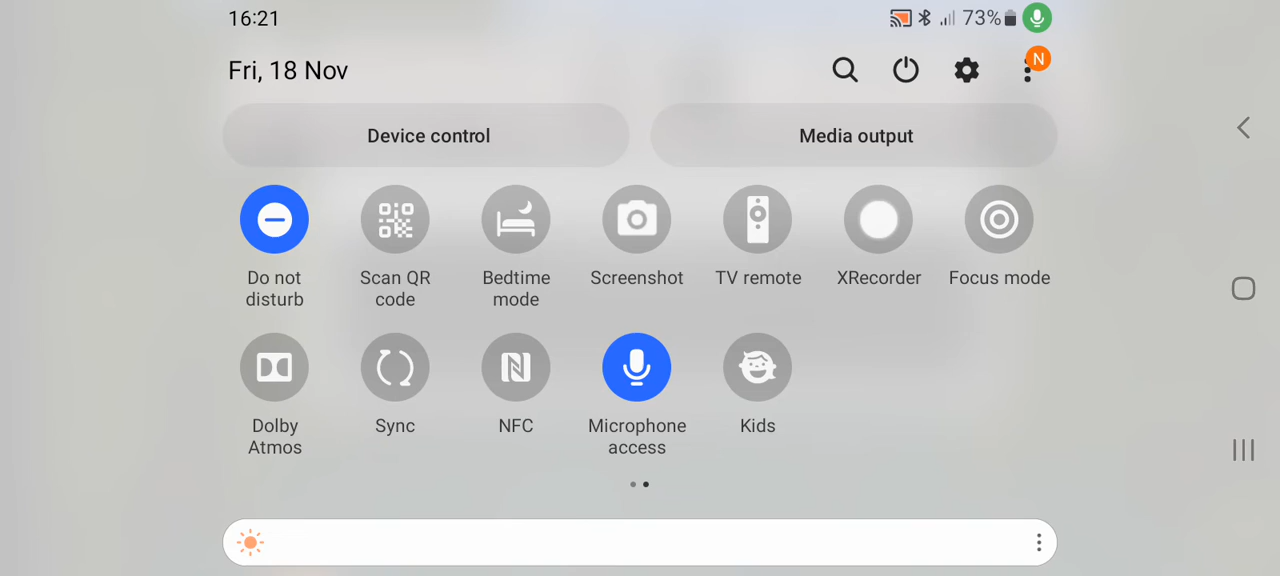 16:21
73%
Fri, 18 Nov
N
Device control
Media output
Do not
disturb
Scan QR
code
Bedtime
mode
Screenshot
TV remote
XRecorder
Focus mode
Dolby
Atmos
Sync
NFC
Microphone
access
Kids